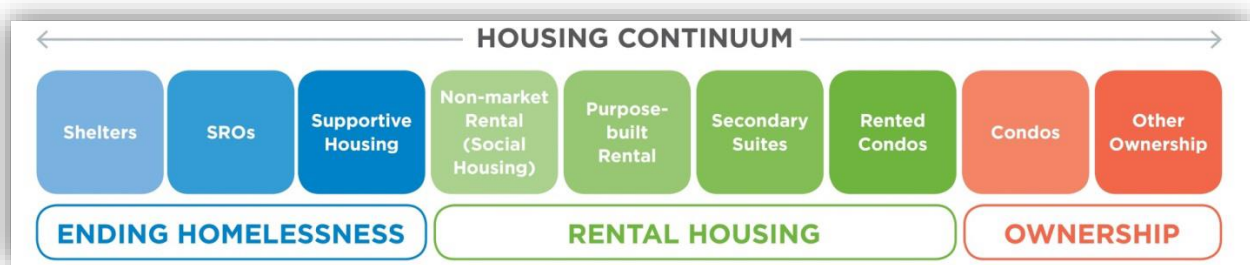 HOUSING CONTINUUM
Shelters
SROs
Supportive
Housing
Non-market
Rental
(Social
Housing)
Purpose-
built
Rental
Secondary
Suites
Rented
Condos
Condos
Other
Ownership
ENDING HOMELESSNESS
RENTAL HOUSING
OWNERSHIP